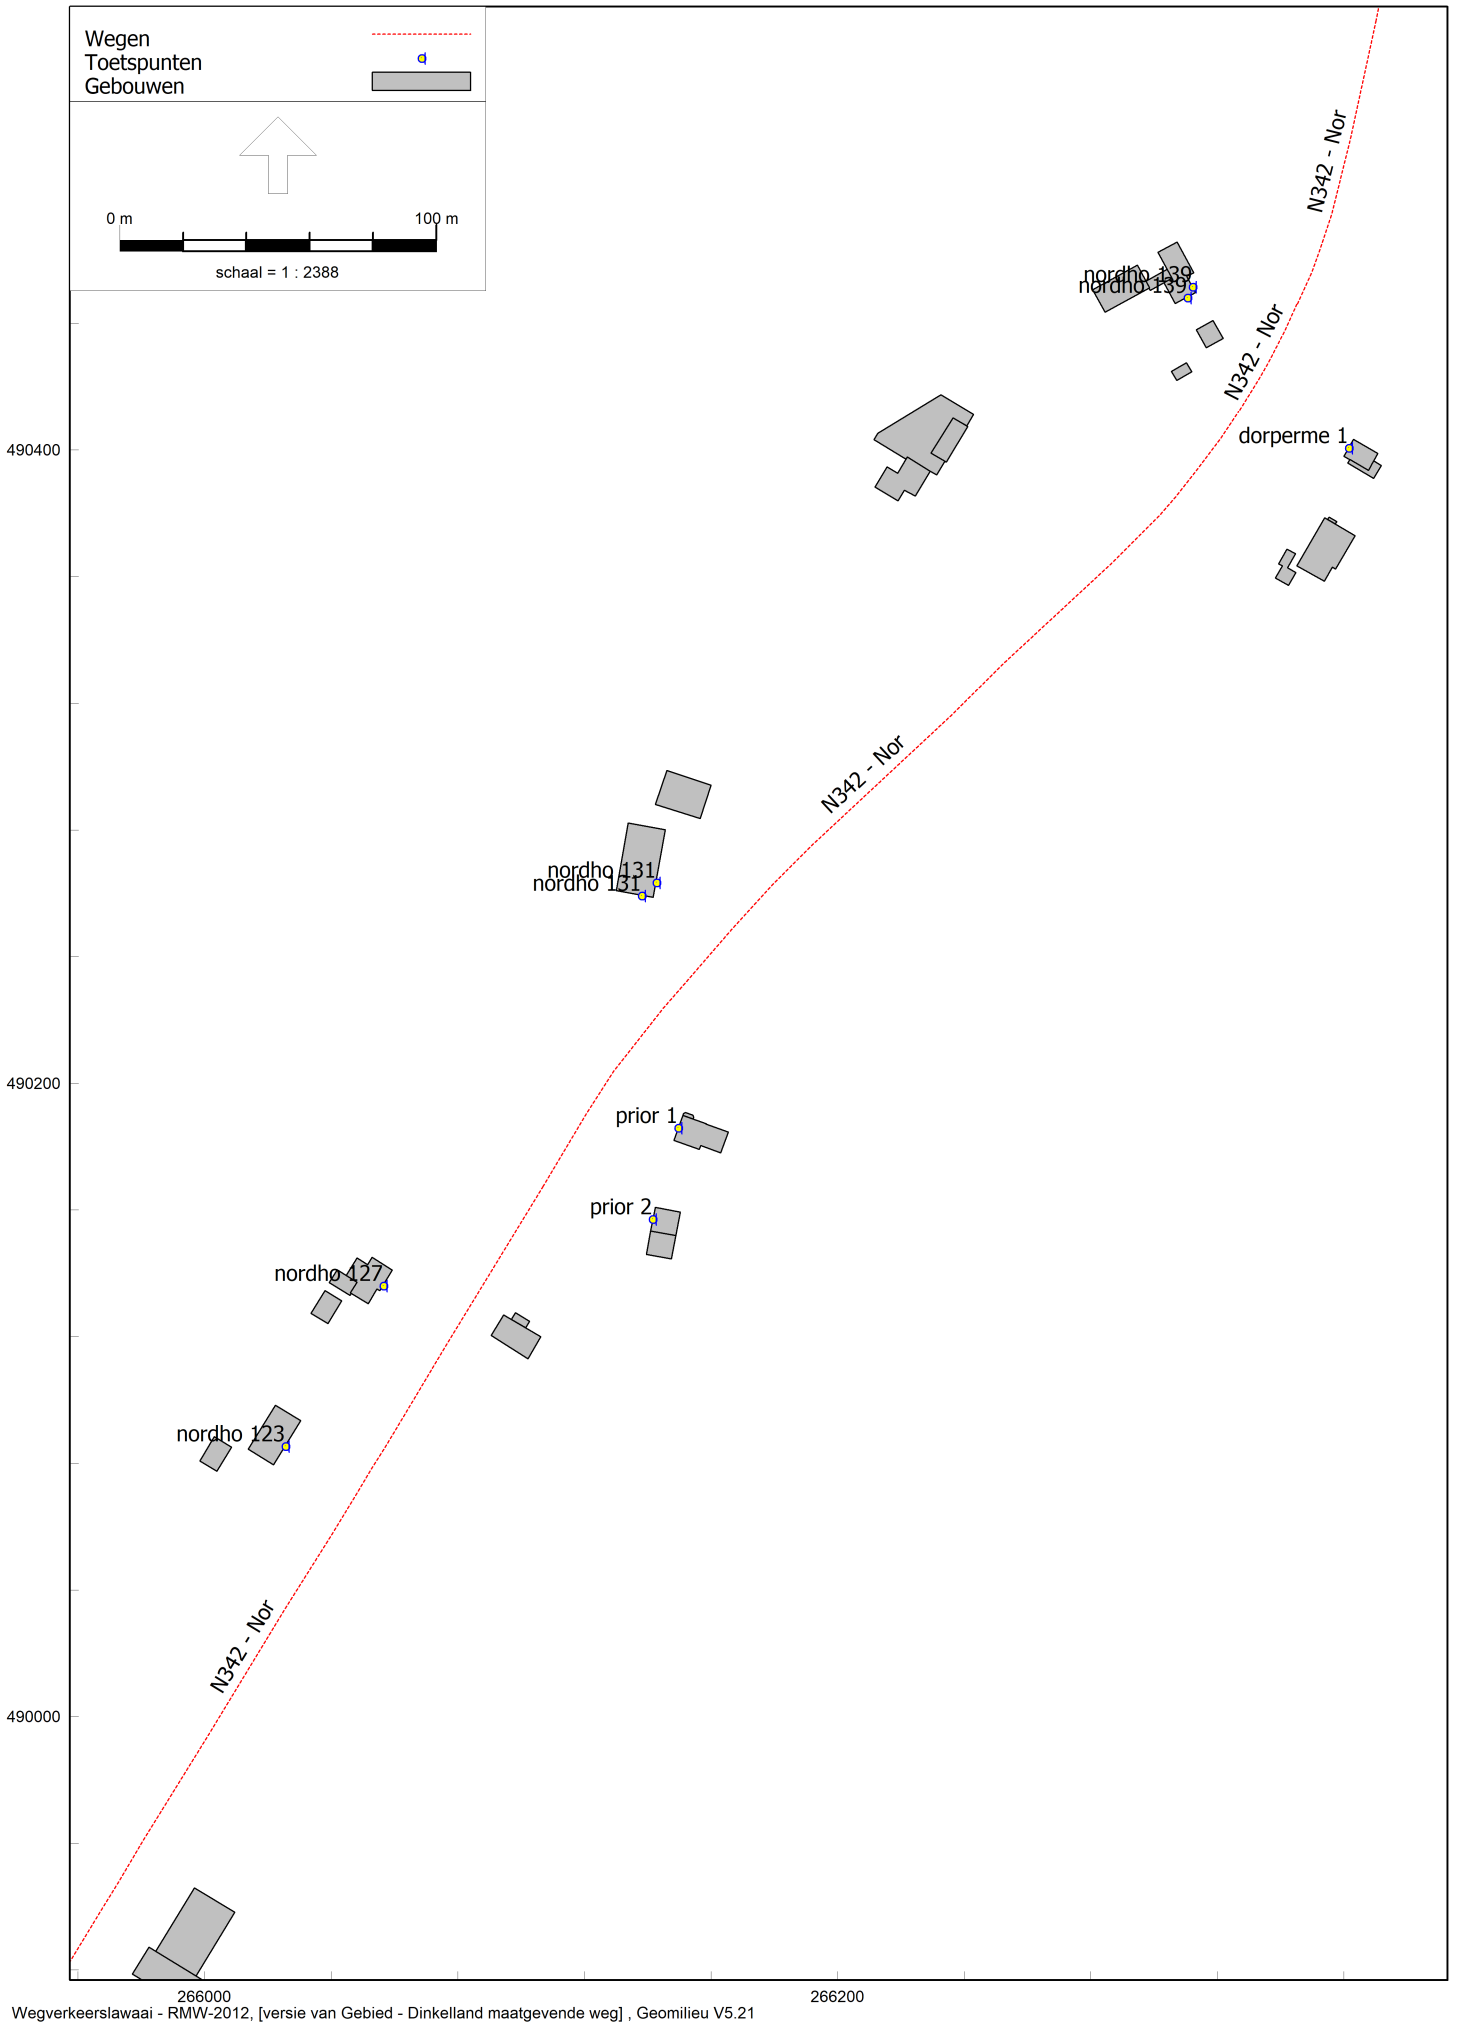 Wegen
Toetspunten
Gebouwen
0 m
100 m
schaal = 1 : 2388
N342 - Nor
nordho 139
nordho 139
N342 - Nor
dorperme 1
490400
N342 - Nor
nordho 131
nordho 131
490200
prior 1
prior 2
nordho 127
nordho 123
N342 - Nor
490000
266000
266200
Wegverkeerslawaai - RMW-2012, [versie van Gebied - Dinkelland maatgevende weg] , Geomilieu V5.21